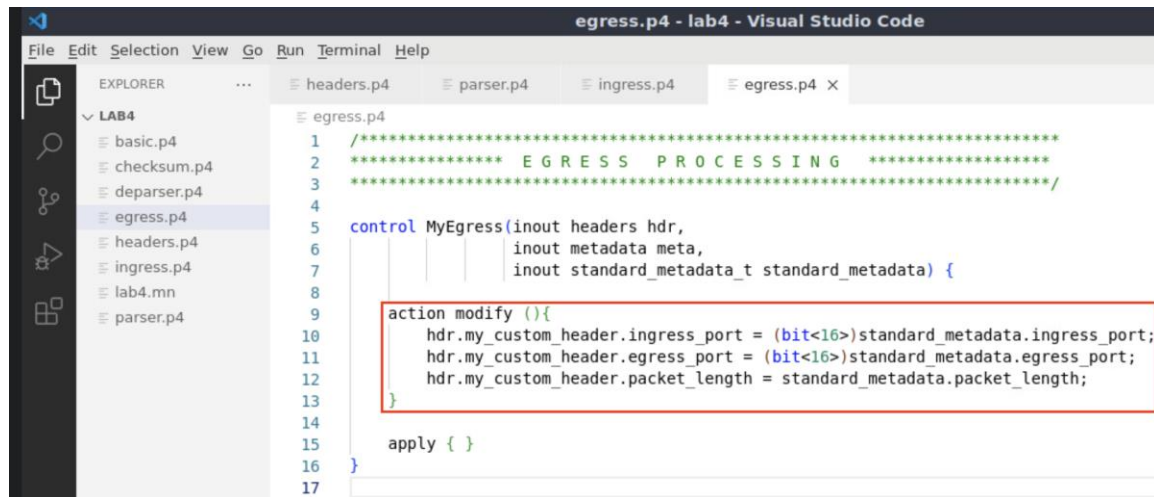 egress.p4 - lab4 - Visual Studio Code
File Edit Selection View Go Run Terminal Help
EXPLORER ...
headers.p4 parser.p4 ingress.p4 egress.p4 ×
LAB4
basic.p4
checksum.p4
deparser.p4
egress.p4
headers.p4
ingress.p4
lab4.mn
parser.p4
egress.p4
1 /*************************************************************************
2 **************** E G R E S S P R O C E S S I N G *******************
3 *************************************************************************/
4
5 control MyEgress(inout headers hdr,
6 inout metadata meta,
7 inout standard_metadata_t standard_metadata) {
8
9 action modify (){
10 hdr.my_custom_header.ingress_port = (bit<16>)standard_metadata.ingress_port;
11 hdr.my_custom_header.egress_port = (bit<16>)standard_metadata.egress_port;
12 hdr.my_custom_header.packet_length = standard_metadata.packet_length;
13 }
14
15 apply { }
16 }
17